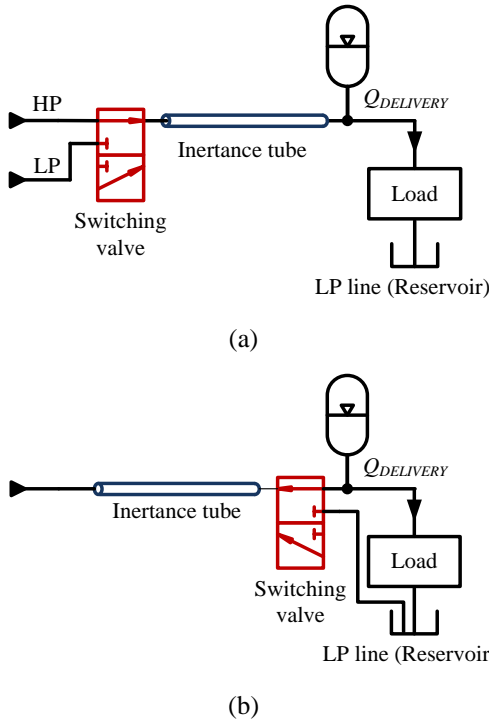 HP
Q_DELIVERY
LP
Inertance tube
Load
Switching
valve
LP line (Reservoir)
(a)
Q_DELIVERY
Inertance tube
Load
Switching
valve
LP line (Reservoir
(b)